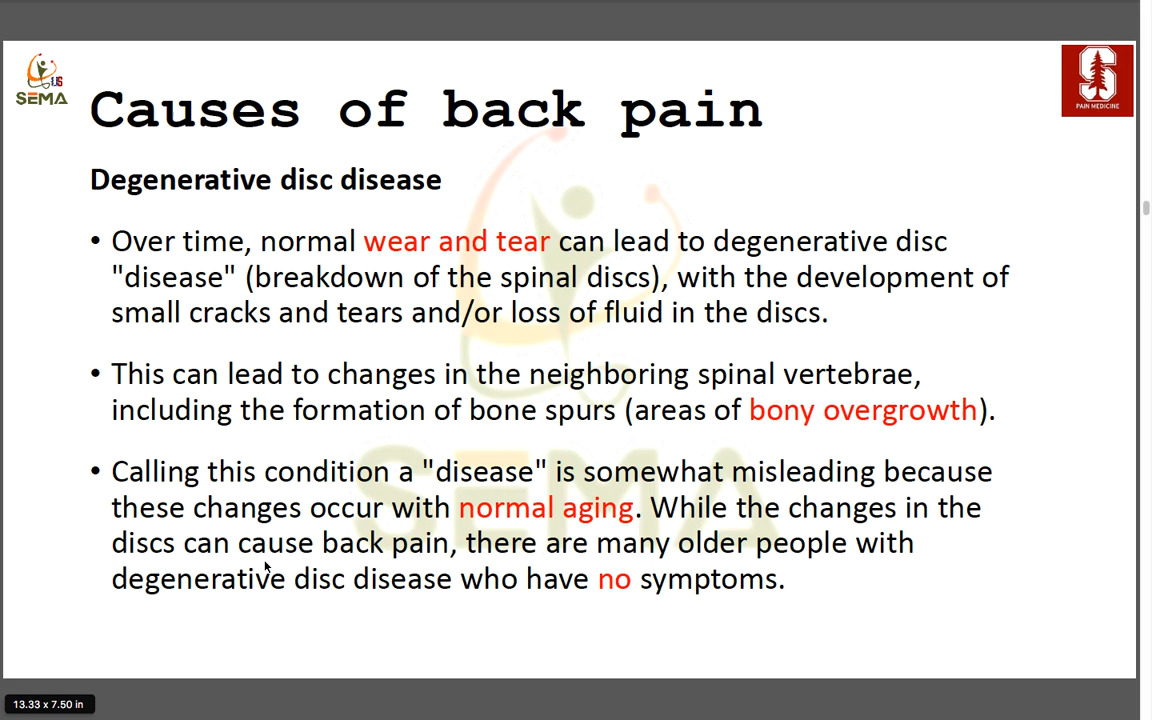 US
SEMA
PAIN MEDICINE
Causes of back pain
Degenerative disc disease
• Over time, normal wear and tear can lead to degenerative disc
"disease" (breakdown of the spinal discs), with the development of
small cracks and tears and/or loss of fluid in the discs.
• This can lead to changes in the neighboring spinal vertebrae,
including the formation of bone spurs (areas of bony overgrowth).
• Calling this condition a "disease" is somewhat misleading because
these changes occur with normal aging. While the changes in the
discs can cause back pain, there are many older people with
degenerative disc disease who have no symptoms.
SEMA
13.33 x 7.50 in